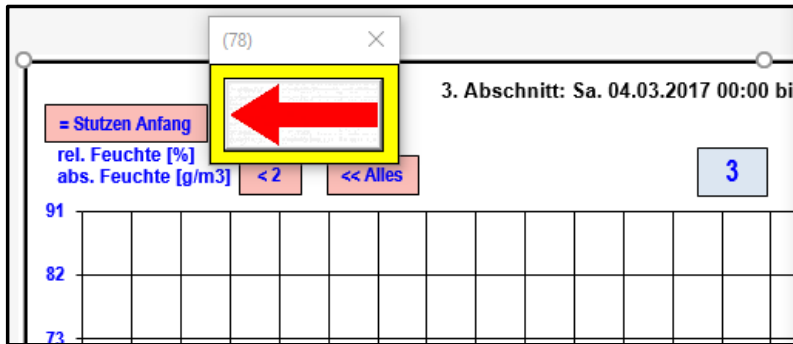 (78)
3. Abschnitt: Sa. 04.03.2017 00:00 bi
= Stutzen Anfang
rel. Feuchte [%]
abs. Feuchte [g/m3]
< 2
<< Alles
3
91
82
73